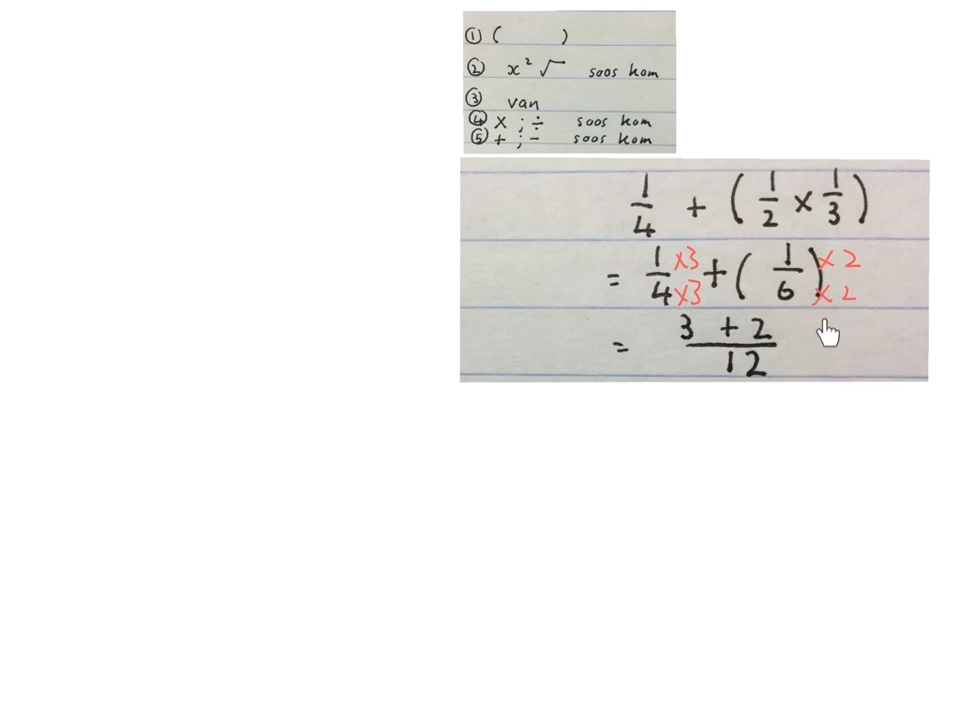 ① ( )
② x² √ soos kom
③ van
④ × ; ÷ soos kom
⑤ + ; - soos kom
1/4 + (1/2 × 1/3)
= 1/4 ×3 ×3 + (1/6) ×2 ×2
= 3 + 2 / 12